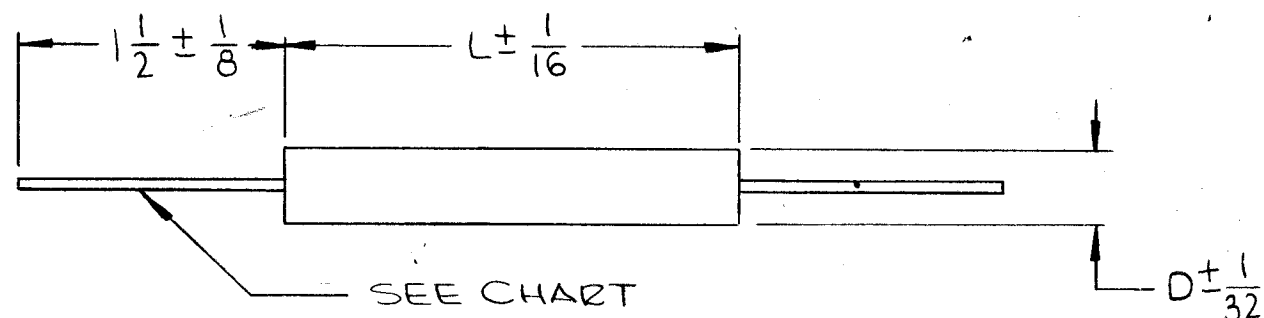 1 1/2 ± 1/8
L ± 1/16
SEE CHART
D ± 1/32